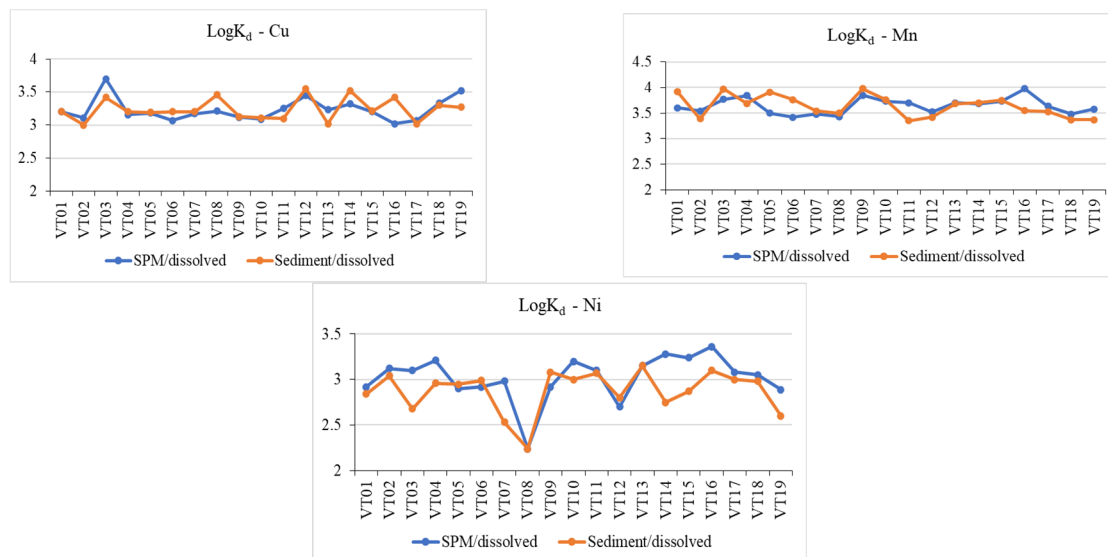 LogKd - Cu
4
3.5
3
2.5
2
VT01 VT02 VT03 VT04 VT05 VT06 VT07 VT08 VT09 VT10 VT11 VT12 VT13 VT14 VT15 VT16 VT17 VT18 VT19
SPM/dissolved Sediment/dissolved
LogKd - Mn
4.5
4
3.5
3
2.5
2
VT01 VT02 VT03 VT04 VT05 VT06 VT07 VT08 VT09 VT10 VT11 VT12 VT13 VT14 VT15 VT16 VT17 VT18 VT19
SPM/dissolved Sediment/dissolved
LogKd - Ni
3.5
3
2.5
2
VT01 VT02 VT03 VT04 VT05 VT06 VT07 VT08 VT09 VT10 VT11 VT12 VT13 VT14 VT15 VT16 VT17 VT18 VT19
SPM/dissolved Sediment/dissolved